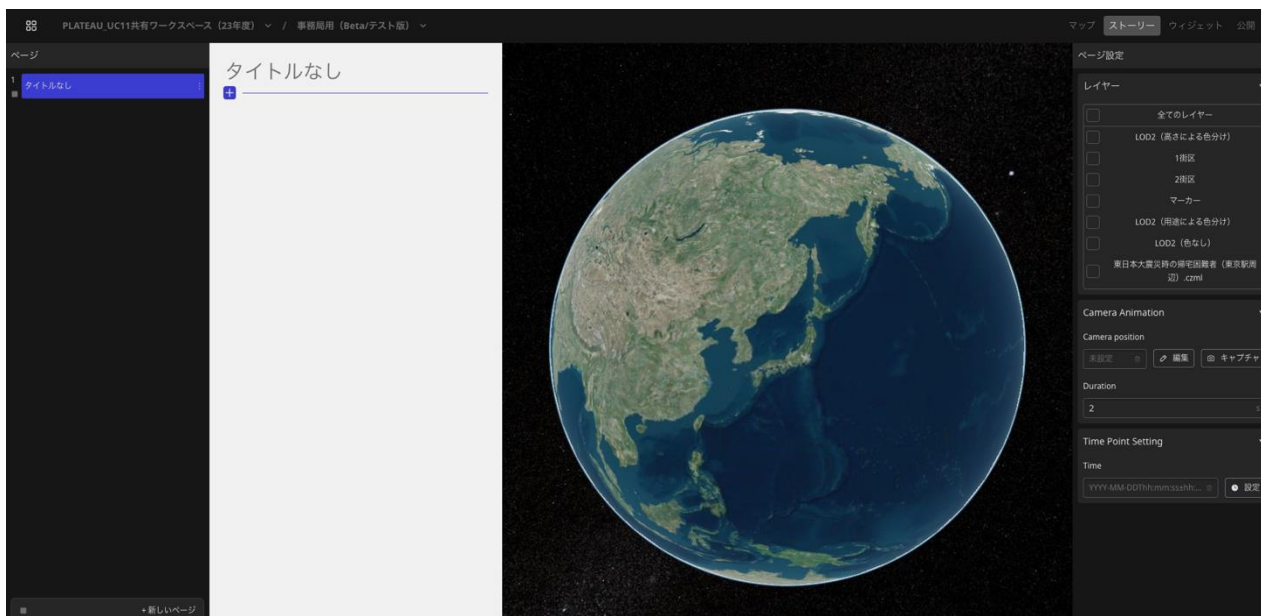 PLATEAU_UC11共有ワークスペース（23年度） / 事務局用（Beta/テスト版）
マップ ストーリー ウィジェット 公開
ページ
1
タイトルなし
+新しいページ
タイトルなし
ページ設定
レイヤー
全てのレイヤー
LOD2（高さによる色分け）
1街区
2街区
マーカー
LOD2（用途による色分け）
LOD2（色なし）
東日本大震災時の帰宅困難者（東京駅周
辺）.czml
Camera Animation
Camera position
未設定 編集 キャプチャ
Duration
2 s
Time Point Setting
Time
YYYY-MM-DDThh:mm:ss±hh:... 設定